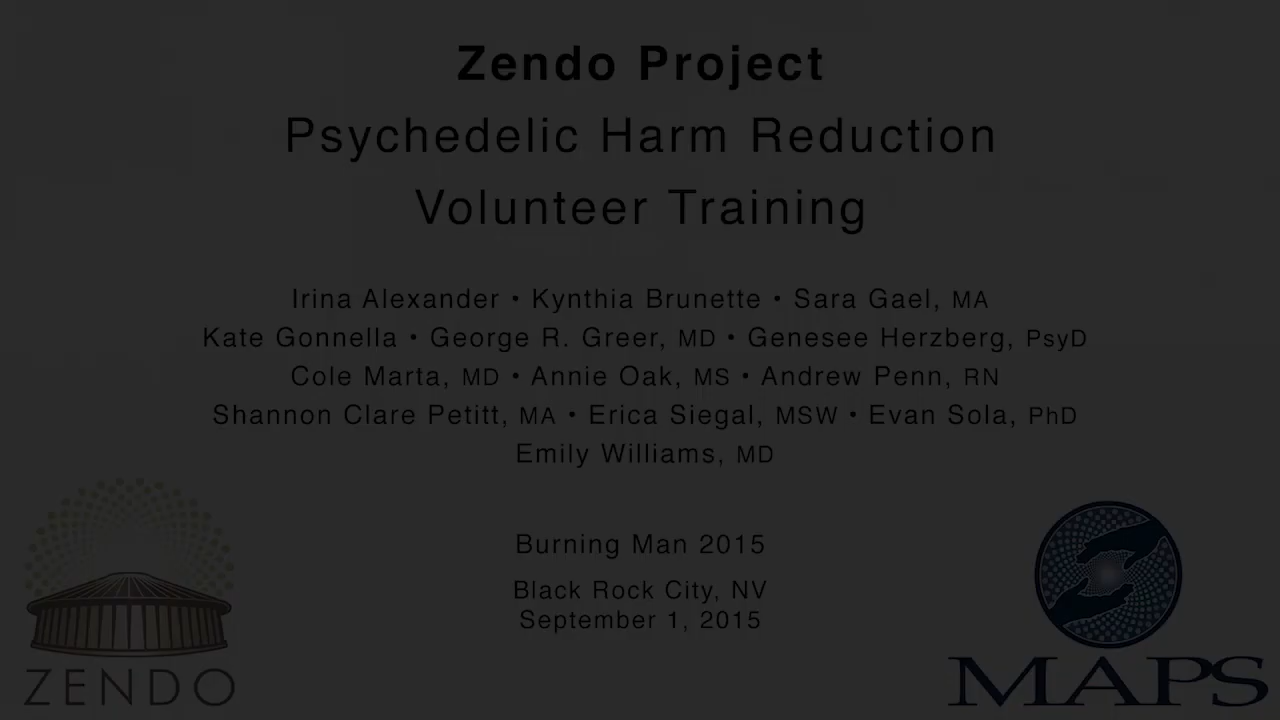 Zendo Project
Psychedelic Harm Reduction
Volunteer Training
Irina Alexander • Kynthia Brunette • Sara Gael, MA
Kate Gonnella • George R. Greer, MD • Genesee Herzberg, PsyD
Cole Marta, MD • Annie Oak, MS • Andrew Penn, RN
Shannon Clare Petitt, MA • Erica Siegal, MSW • Evan Sola, PhD
Emily Williams, MD
Burning Man 2015
Black Rock City, NV
September 1, 2015
ZENDO
MAPS